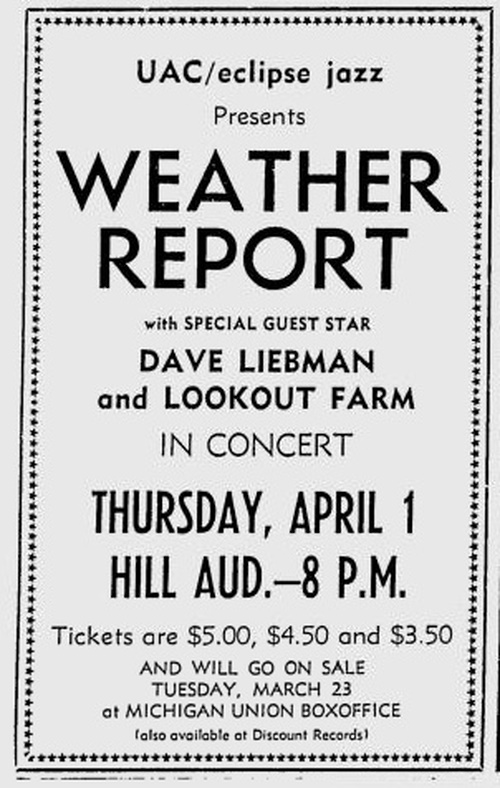 UAC/eclipse jazz
Presents
WEATHER
REPORT
with SPECIAL GUEST STAR
DAVE LIEBMAN
and LOOKOUT FARM
IN CONCERT
THURSDAY, APRIL 1
HILL AUD.—8 P.M.
Tickets are $5.00, $4.50 and $3.50
AND WILL GO ON SALE
TUESDAY, MARCH 23
at MICHIGAN UNION BOXOFFICE
(also available at Discount Records)